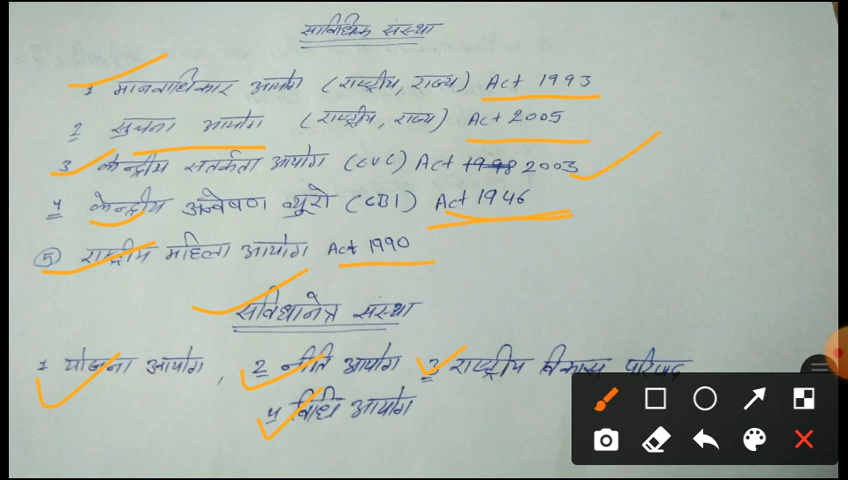 सांविधिक संस्था
1 मानवाधिकार आयोग (राष्ट्रीय, राज्य) Act 1993
2 सुचना आयोग (राष्ट्रीय, राज्य) Act 2005
3 केन्द्रीय सतर्कता आयोग (CVC) Act 1998 2003
4 केन्द्रीय अन्वेषण ब्युरो (CBI) Act 1946
5 राष्ट्रीय महिला आयोग Act 1990
संविधानेत्र संस्था
1 योजना आयोग, 2 नीति आयोग 3 राष्ट्रीय विकास परिषद
4 विधि आयोग